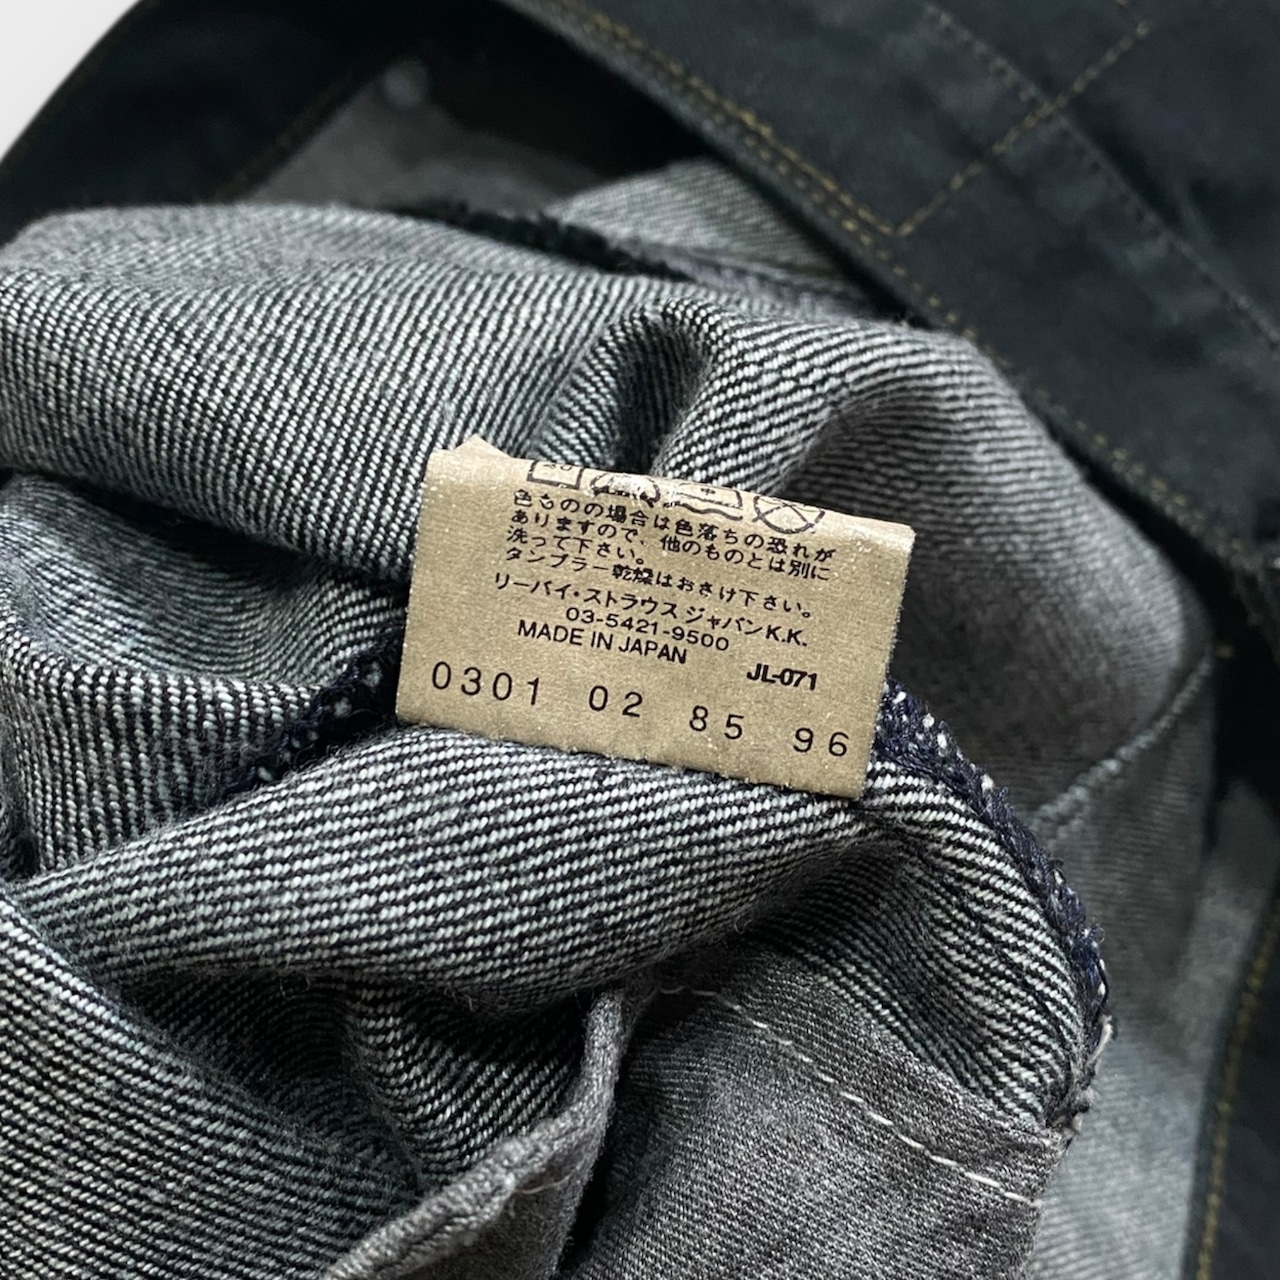 色ものの場合は色落ちの恐れが
ありますので、他のものとは別に
洗って下さい。
タンブラー乾燥はおさけ下さい。
リーバイ・ストラウス ジャパンK.K.
03-5421-9500
MADE IN JAPAN JL-071
0301 02 85 96